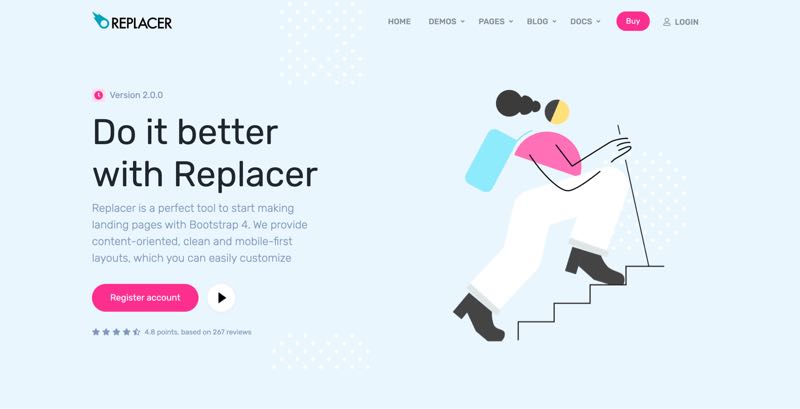 REPLACER
HOME DEMOS PAGES BLOG DOCS Buy LOGIN
Version 2.0.0
Do it better
with Replacer
Replacer is a perfect tool to start making
landing pages with Bootstrap 4. We provide
content-oriented, clean and mobile-first
layouts, which you can easily customize
Register account
4.8 points, based on 267 reviews